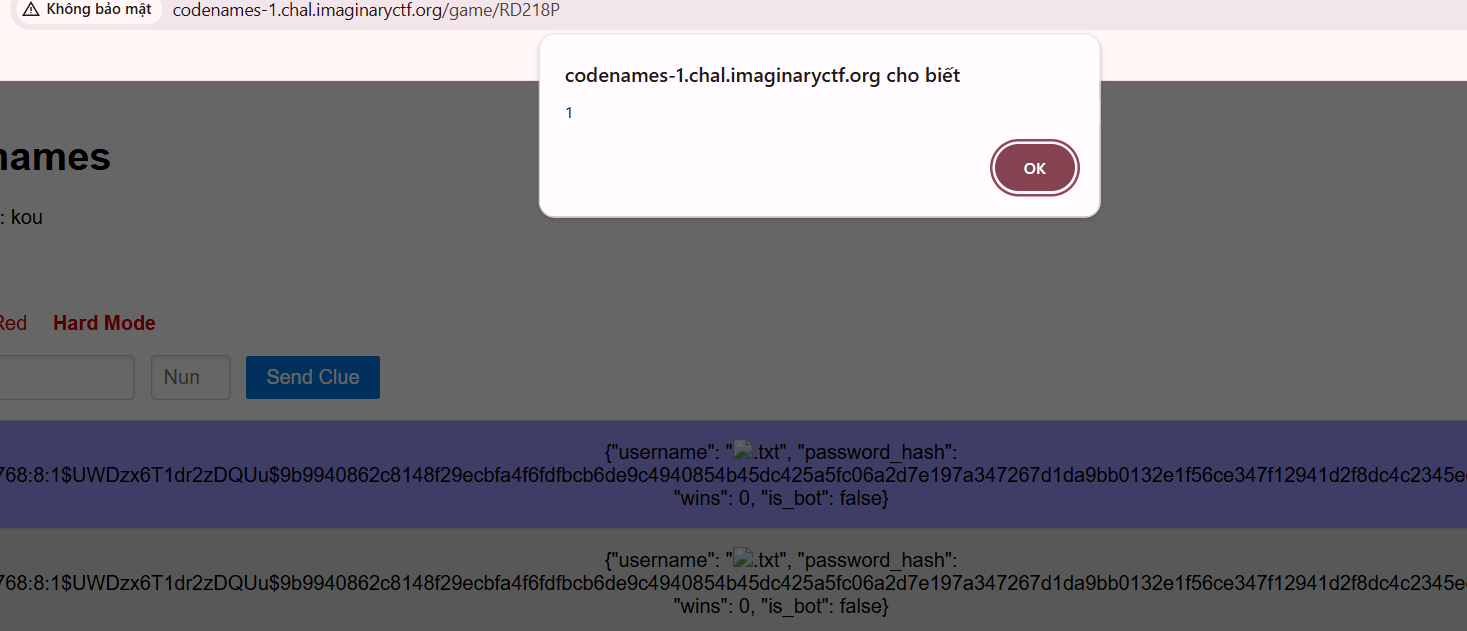 Không bảo mật codenames-1.chal.imaginaryctf.org/game/RD218P
codenames-1.chal.imaginaryctf.org cho biết
1
OK
names
: kou
Red Hard Mode
Nun Send Clue
{"username": ".txt", "password_hash":
768:8:1$UWDzx6T1dr2zDQUu$9b9940862c8148f29ecbfa4f6fdfbcb6de9c4940854b45dc425a5fc06a2d7e197a347267d1da9bb0132e1f56ce347f12941d2f8dc4c2345e
"wins": 0, "is_bot": false}
{"username": ".txt", "password_hash":
768:8:1$UWDzx6T1dr2zDQUu$9b9940862c8148f29ecbfa4f6fdfbcb6de9c4940854b45dc425a5fc06a2d7e197a347267d1da9bb0132e1f56ce347f12941d2f8dc4c2345e
"wins": 0, "is_bot": false}